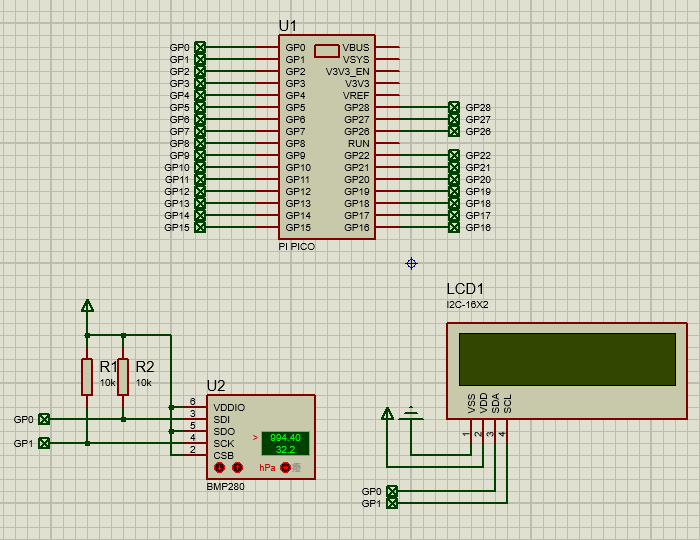 U1
GP0 GP0 VBUS
GP1 GP1 VSYS
GP2 GP2 V3V3_EN
GP3 GP3 V3V3
GP4 GP4 VREF
GP5 GP5 GP28 GP28
GP6 GP6 GP27 GP27
GP7 GP7 GP26 GP26
GP8 GP8 RUN
GP9 GP9 GP22 GP22
GP10 GP10 GP21 GP21
GP11 GP11 GP20 GP20
GP12 GP12 GP19 GP19
GP13 GP13 GP18 GP18
GP14 GP14 GP17 GP17
GP15 GP15 GP16 GP16
PI PICO
LCD1
I2C-16X2
VSS VDD SDA SCL
1 2 3 4
GP0
GP1
R1 R2
10k 10k
U2
6 VDDIO
GP0 3 SDI
5 SDO
GP1 4 SCK
2 CSB
> 994.40
32.2
hPa
BMP280